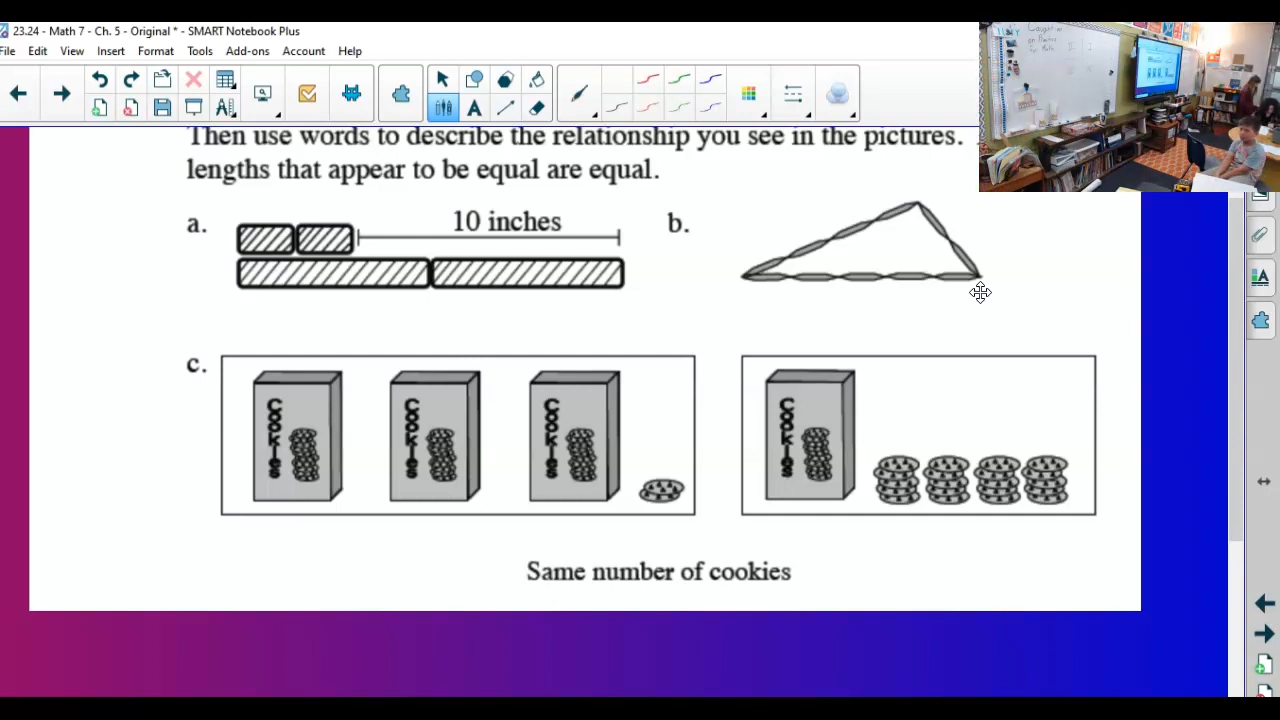 23.24 - Math 7 - Ch. 5 - Original * - SMART Notebook Plus
File Edit View Insert Format Tools Add-ons Account Help
Then use words to describe the relationship you see in the pictures.
lengths that appear to be equal are equal.
a.
10 inches
b.
c.
Cookies
Cookies
Cookies
Cookies
Same number of cookies